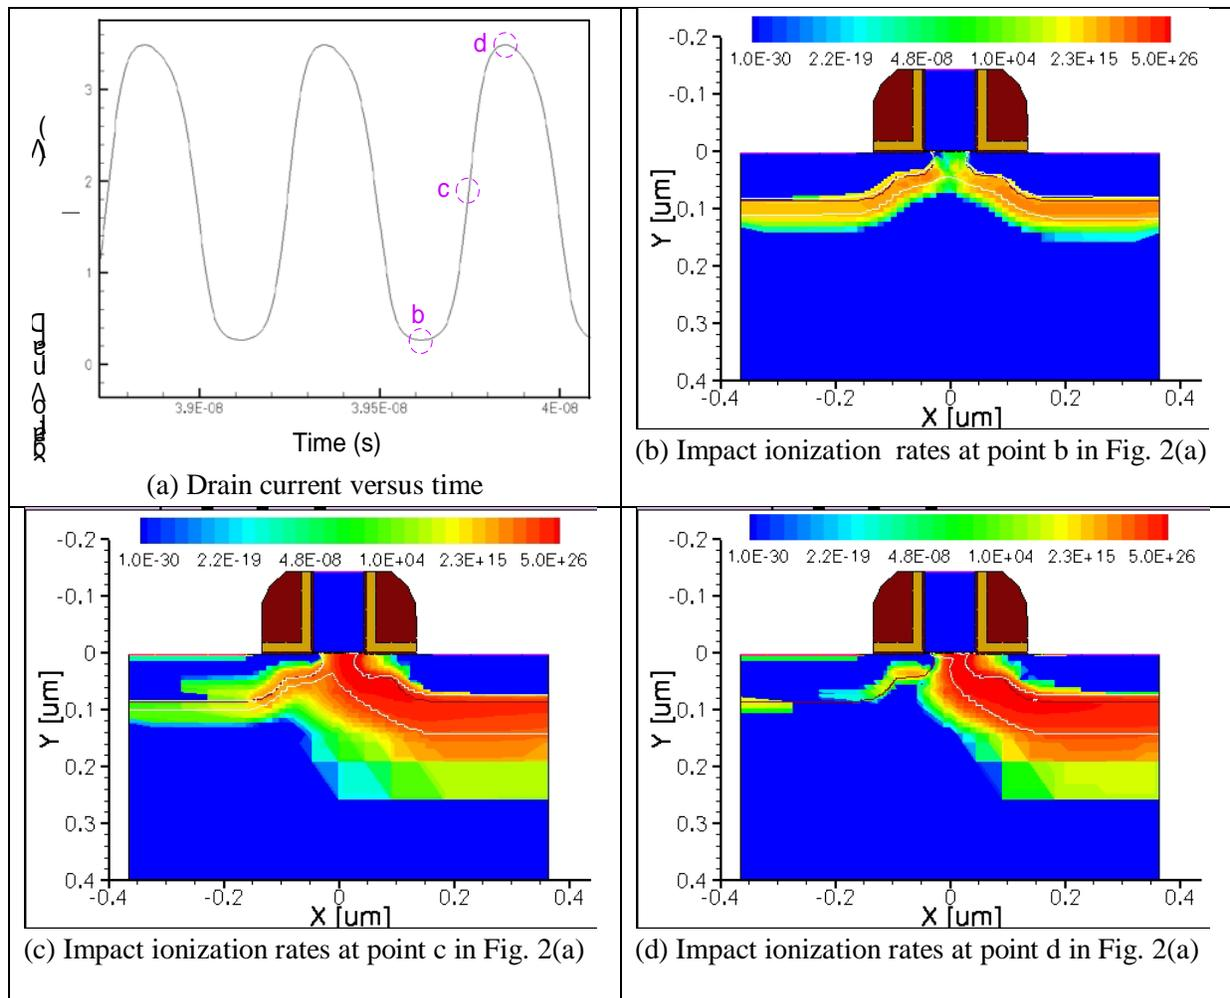 3
2
1
0
d
c
b
3.9E-08 3.95E-08 4E-08
Time (s)
(a) Drain current versus time
1.0E-30 2.2E-19 4.8E-08 1.0E+04 2.3E+15 5.0E+26
-0.2
-0.1
0
0.1
0.2
0.3
0.4
Y [um]
-0.4 -0.2 0 0.2 0.4
X [um]
(b) Impact ionization rates at point b in Fig. 2(a)
1.0E-30 2.2E-19 4.8E-08 1.0E+04 2.3E+15 5.0E+26
-0.2
-0.1
0
0.1
0.2
0.3
0.4
Y [um]
-0.4 -0.2 0 0.2 0.4
X [um]
(c) Impact ionization rates at point c in Fig. 2(a)
1.0E-30 2.2E-19 4.8E-08 1.0E+04 2.3E+15 5.0E+26
-0.2
-0.1
0
0.1
0.2
0.3
0.4
Y [um]
-0.4 -0.2 0 0.2 0.4
X [um]
(d) Impact ionization rates at point d in Fig. 2(a)